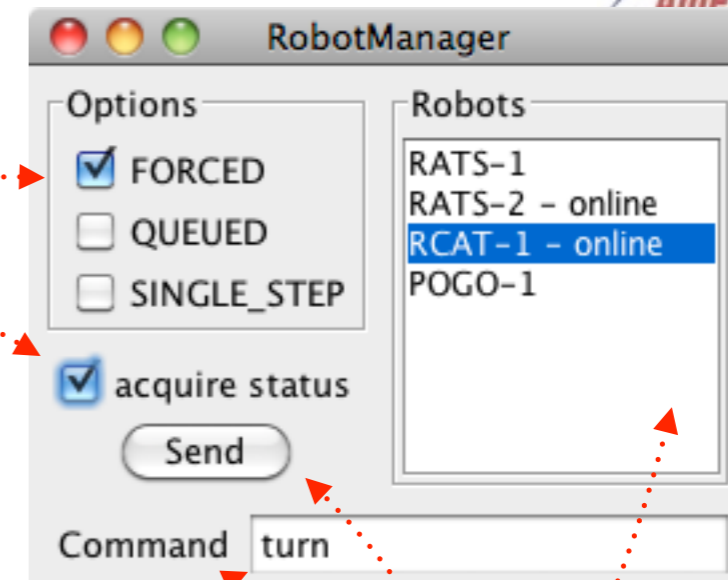 RobotManager
Options
FORCED
QUEUED
SINGLE_STEP
acquire status
Send
Robots
RATS-1
RATS-2 - online
RCAT-1 - online
POGO-1
Command turn